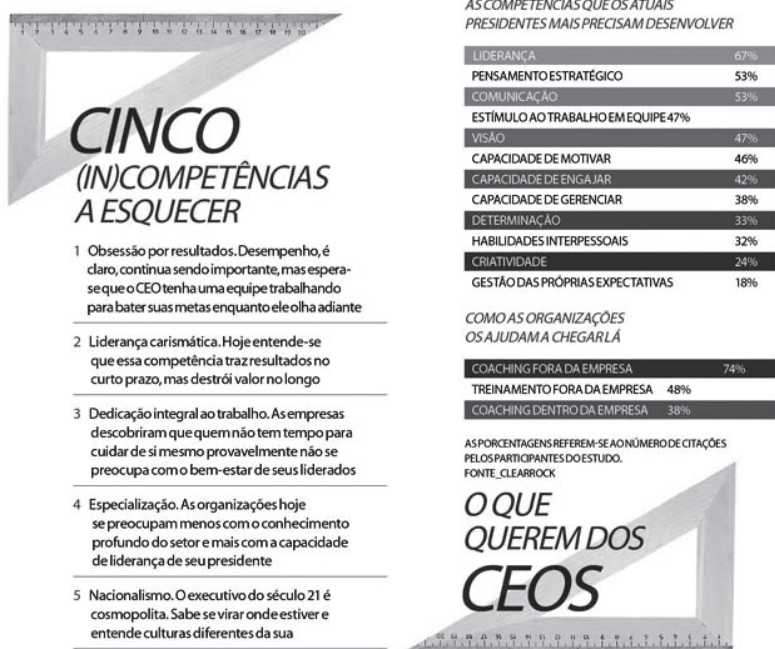 CINCO
(IN)COMPETÊNCIAS
A ESQUECER
1 Obsessão por resultados. Desempenho, é
claro, continua sendo importante, mas espera-
se que o CEO tenha uma equipe trabalhando
para bater suas metas enquanto ele olha adiante
2 Liderança carismática. Hoje entende-se
que essa competência traz resultados no
curto prazo, mas destrói valor no longo
3 Dedicação integral ao trabalho. As empresas
descobriram que quem não tem tempo para
cuidar de si mesmo provavelmente não se
preocupa com o bem-estar de seus liderados
4 Especialização. As organizações hoje
se preocupam menos com o conhecimento
profundo do setor e mais com a capacidade
de liderança de seu presidente
5 Nacionalismo. O executivo do século 21 é
cosmopolita. Sabe se virar onde estiver e
entende culturas diferentes da sua
AS COMPETÊNCIAS QUE OS ATUAIS
PRESIDENTES MAIS PRECISAM DESENVOLVER
LIDERANÇA 67%
PENSAMENTO ESTRATÉGICO 53%
COMUNICAÇÃO 53%
ESTÍMULO AO TRABALHO EM EQUIPE 47%
VISÃO 47%
CAPACIDADE DE MOTIVAR 46%
CAPACIDADE DE ENGAJAR 42%
CAPACIDADE DE GERENCIAR 38%
DETERMINAÇÃO 33%
HABILIDADES INTERPESSOAIS 32%
CRIATIVIDADE 24%
GESTÃO DAS PRÓPRIAS EXPECTATIVAS 18%
COMO AS ORGANIZAÇÕES
OS AJUDAM A CHEGAR LÁ
COACHING FORA DA EMPRESA 74%
TREINAMENTO FORA DA EMPRESA 48%
COACHING DENTRO DA EMPRESA 38%
AS PORCENTAGENS REFEREM-SE AO NÚMERO DE CITAÇÕES
PELOS PARTICIPANTES DO ESTUDO.
FONTE_CLEARROCK
O QUE
QUEREM DOS
CEOS